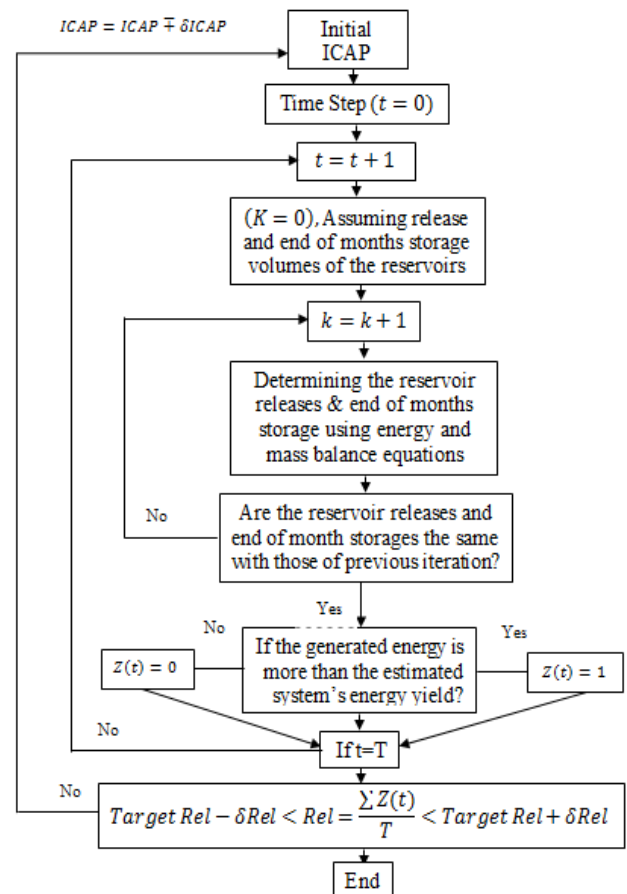 ICAP = ICAP ∓ δICAP
Initial
ICAP
Time Step (t = 0)
t = t + 1
(K = 0), Assuming release
and end of months storage
volumes of the reservoirs
k = k + 1
Determining the reservoir
releases & end of months
storage using energy and
mass balance equations
No
Are the reservoir releases and
end of month storages the same
with those of previous iteration?
Yes
No
Yes
If the generated energy is
more than the estimated
system's energy yield?
Z(t) = 0
Z(t) = 1
No
If t=T
No
Target Rel − δRel < Rel = ∑Z(t)/T < Target Rel + δRel
End